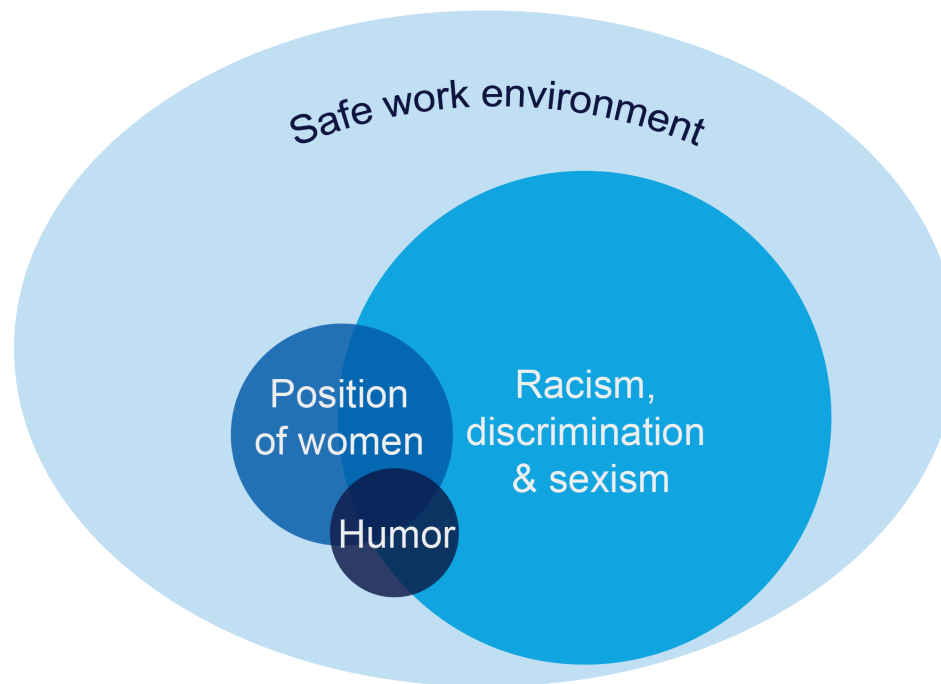 Safe work environment
Position
of women
Racism,
discrimination
& sexism
Humor